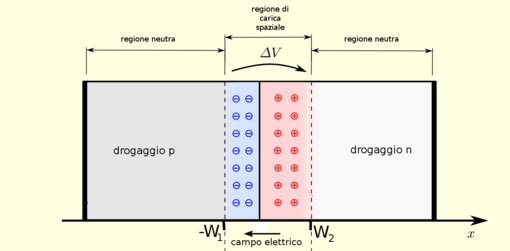 regione di
carica
spaziale
regione neutra
regione neutra
ΔV
drogaggio p
drogaggio n
-W₁
W₂
campo elettrico
x